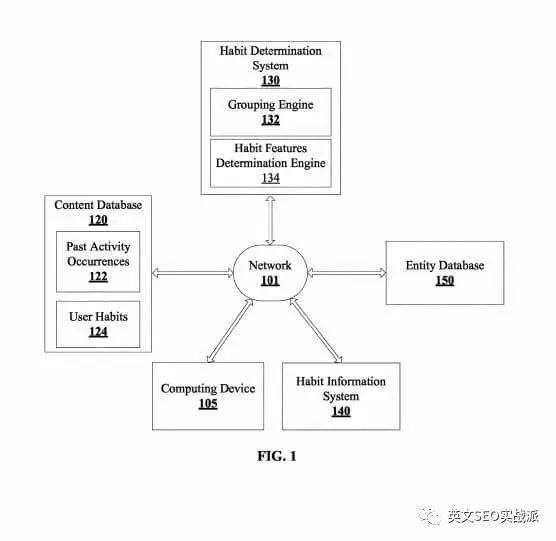 Habit Determination
System
130
Grouping Engine
132
Habit Features
Determination Engine
134
Content Database
120
Past Activity
Occurrences
122
User Habits
124
Network
101
Entity Database
150
Computing Device
105
Habit Information
System
140
FIG. 1
英文SEO实战派